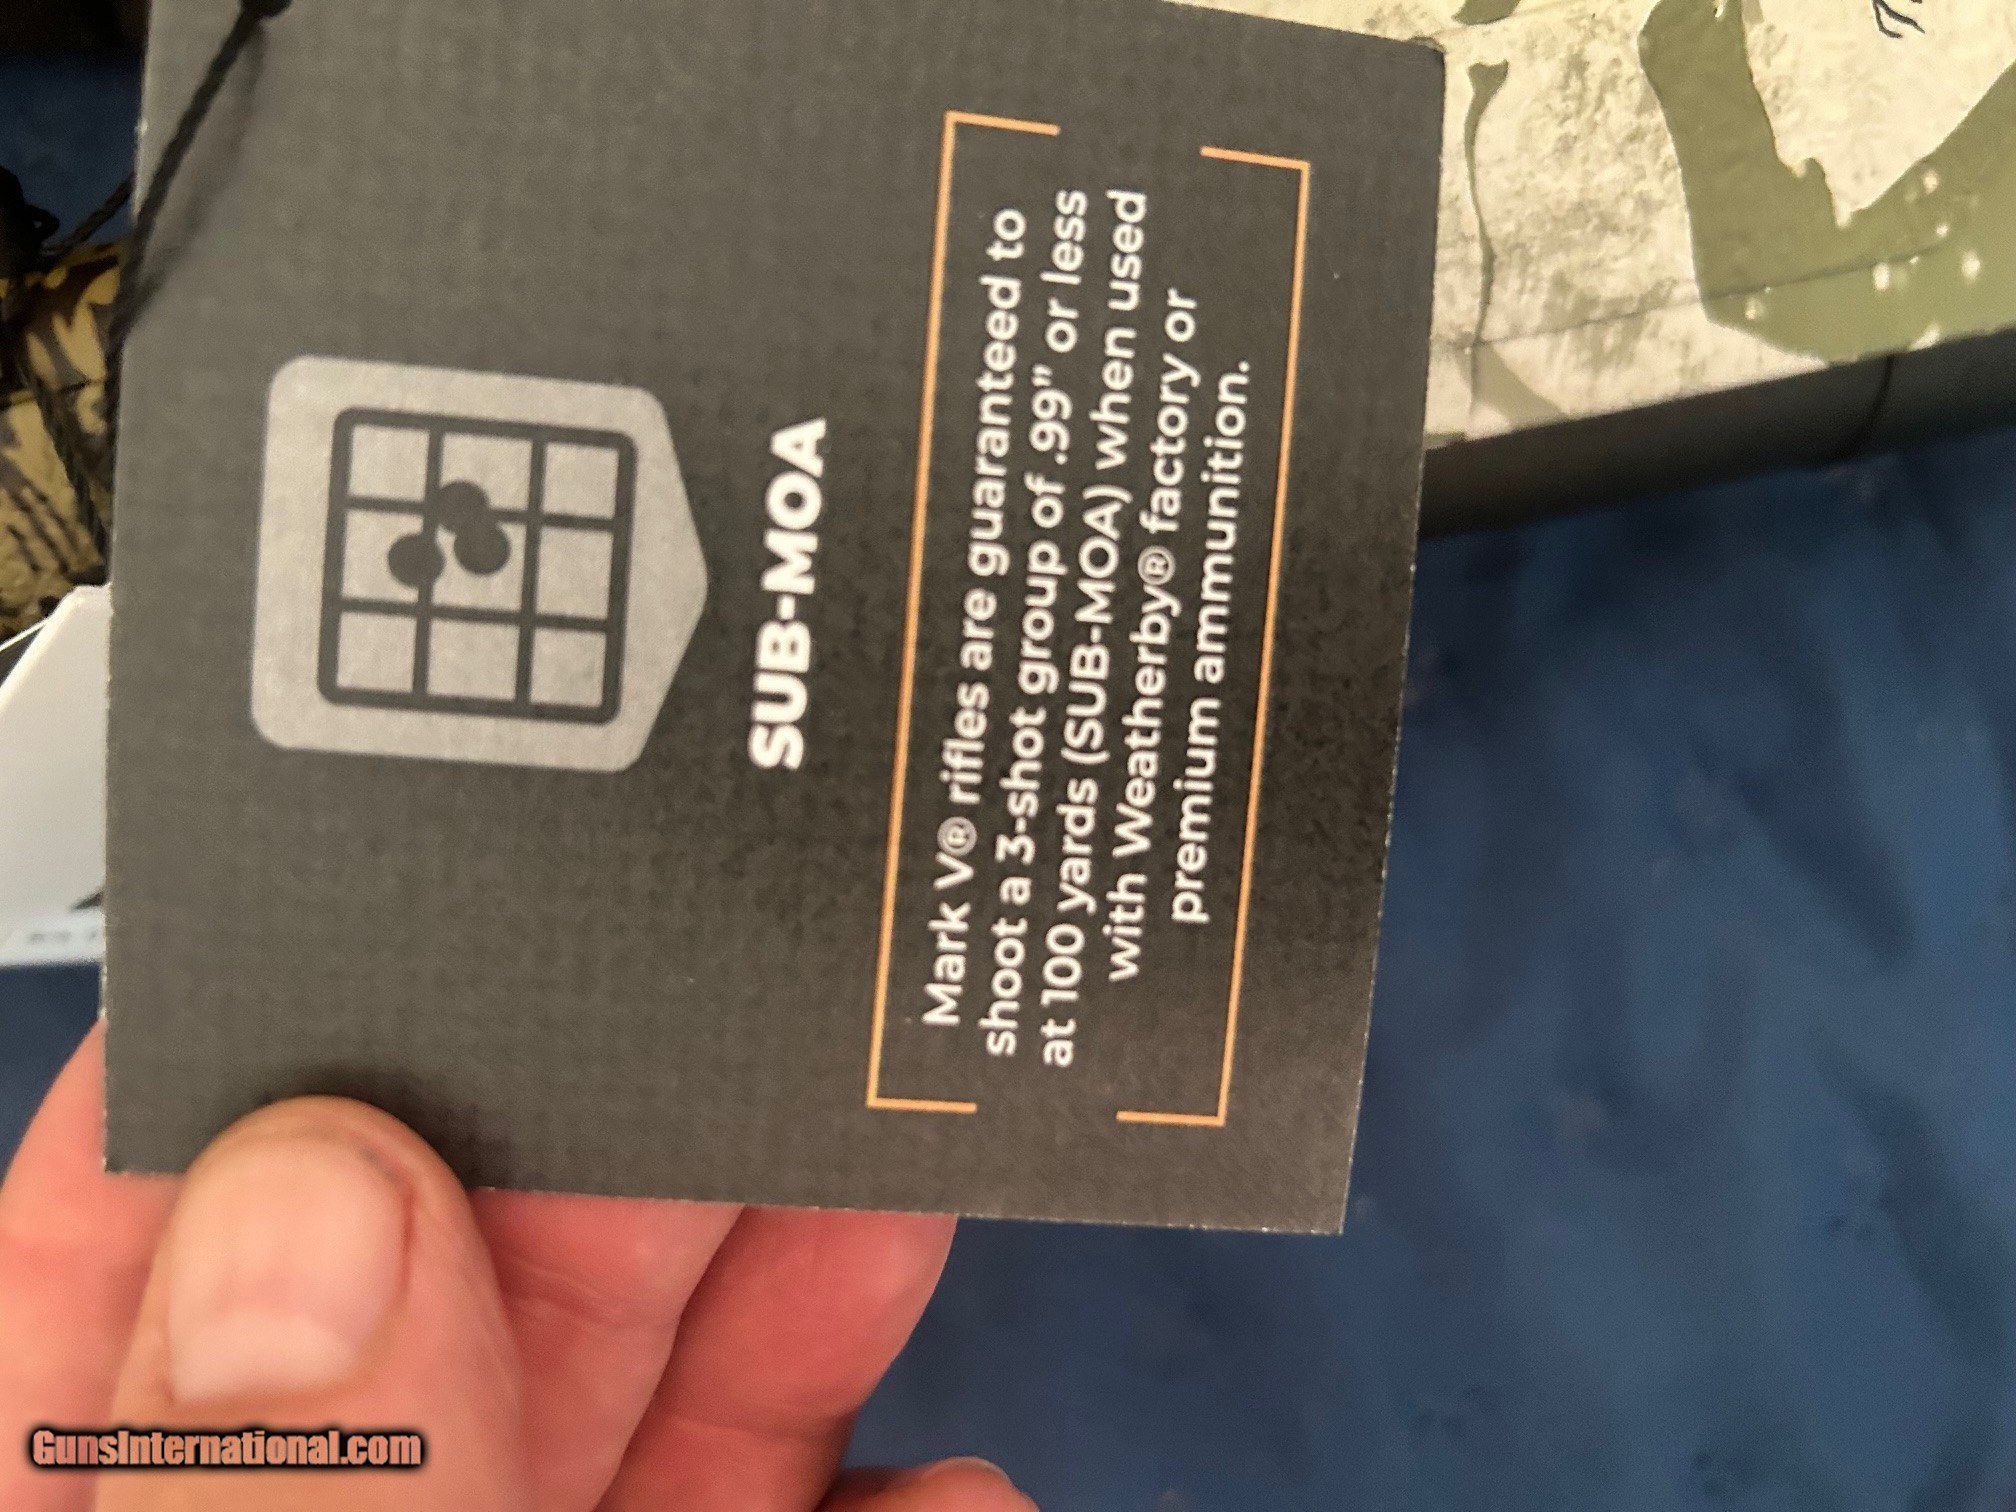 SUB-MOA
Mark V® rifles are guaranteed to
shoot a 3-shot group of .99” or less
at 100 yards (SUB-MOA) when used
with Weatherby® factory or
premium ammunition.
GunsInternational.com